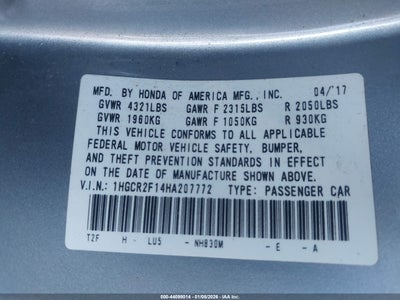 MFD. BY HONDA OF AMERICA MFG., INC. 04/'17
GVWR 4321LBS GAWR F 2315LBS R 2050LBS
GVWR 1960KG GAWR F 1050KG R 930KG
THIS VEHICLE CONFORMS TO ALL APPLICABLE
FEDERAL MOTOR VEHICLE SAFETY, BUMPER,
AND THEFT PREVENTION STANDARDS IN EFFECT
ON THE DATE OF MANUFACTURE SHOWN ABOVE.
V.I.N.: 1HGCR2F14HA207772 TYPE: PASSENGER CAR
T2F H - LU5 - NH830M - E - A
600-44099014 - 01/09/2026 - IAA Inc.